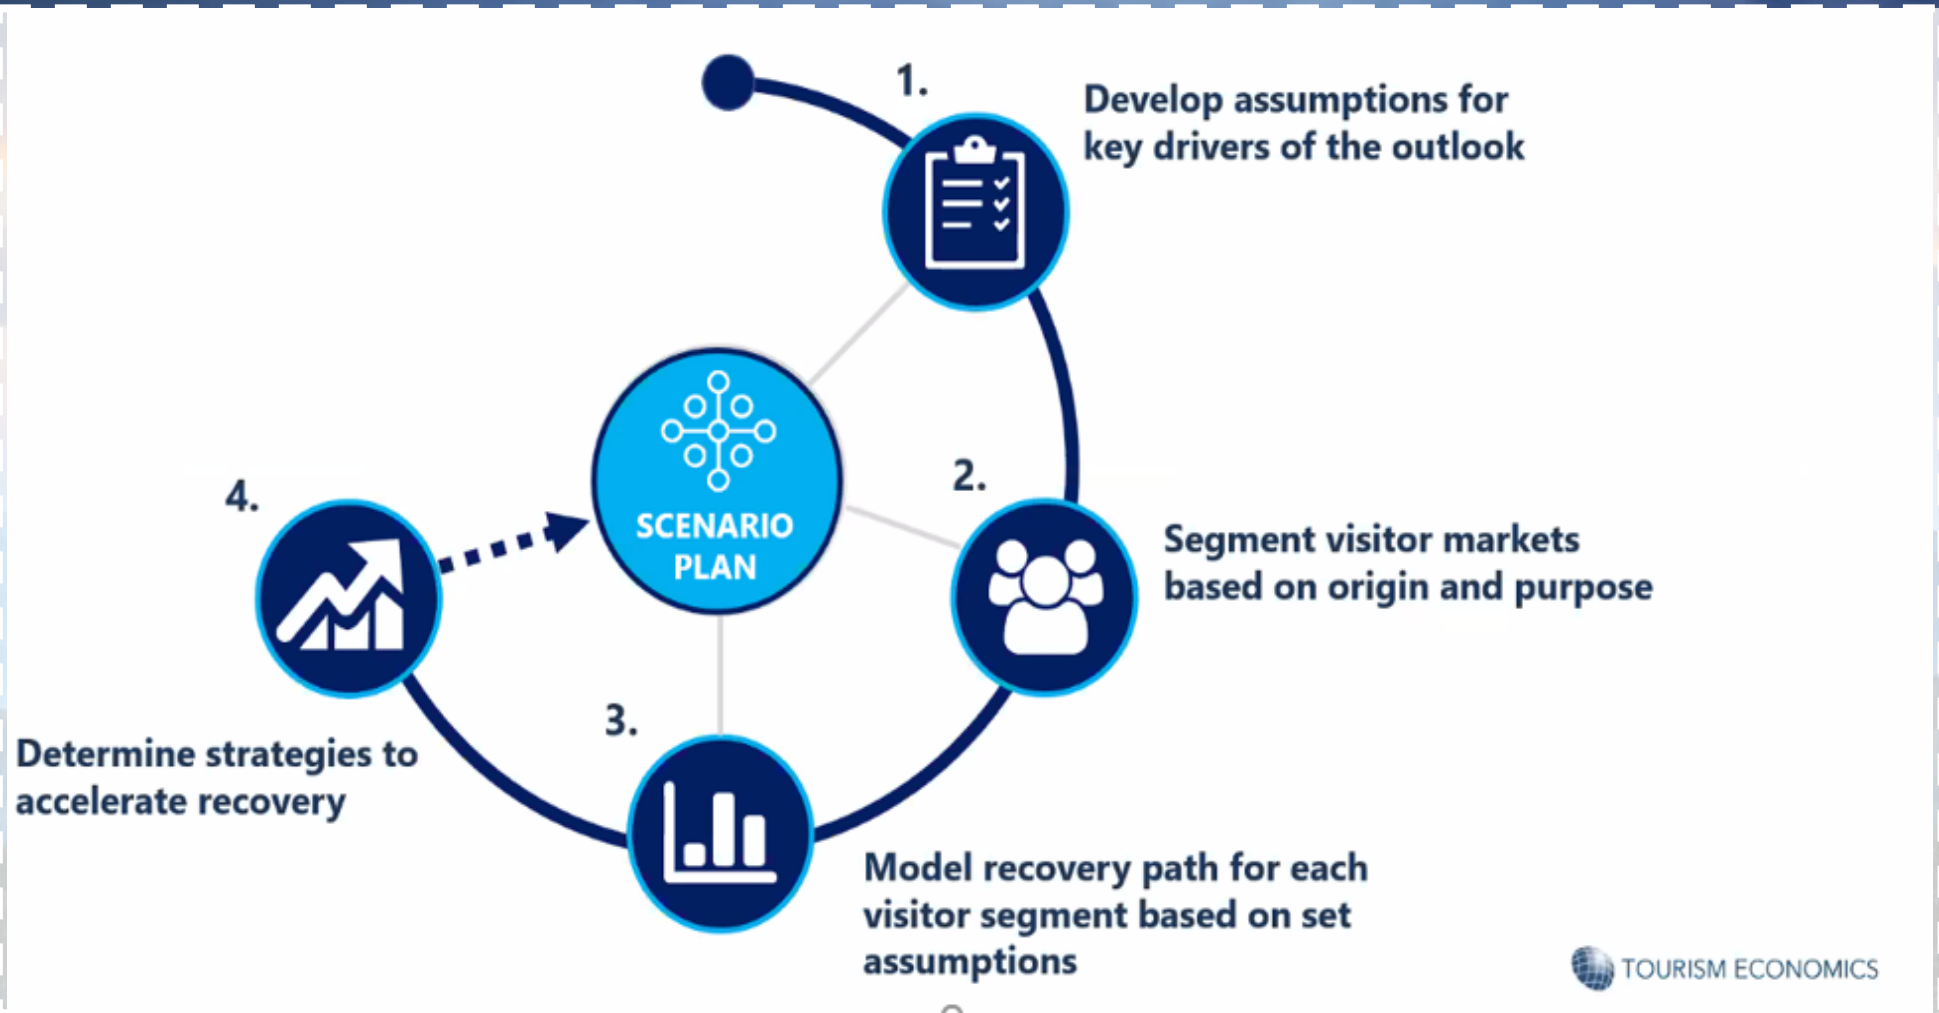 1.
Develop assumptions for
key drivers of the outlook
2.
Segment visitor markets
based on origin and purpose
3.
Model recovery path for each
visitor segment based on set
assumptions
4.
Determine strategies to
accelerate recovery
SCENARIO
PLAN
TOURISM ECONOMICS